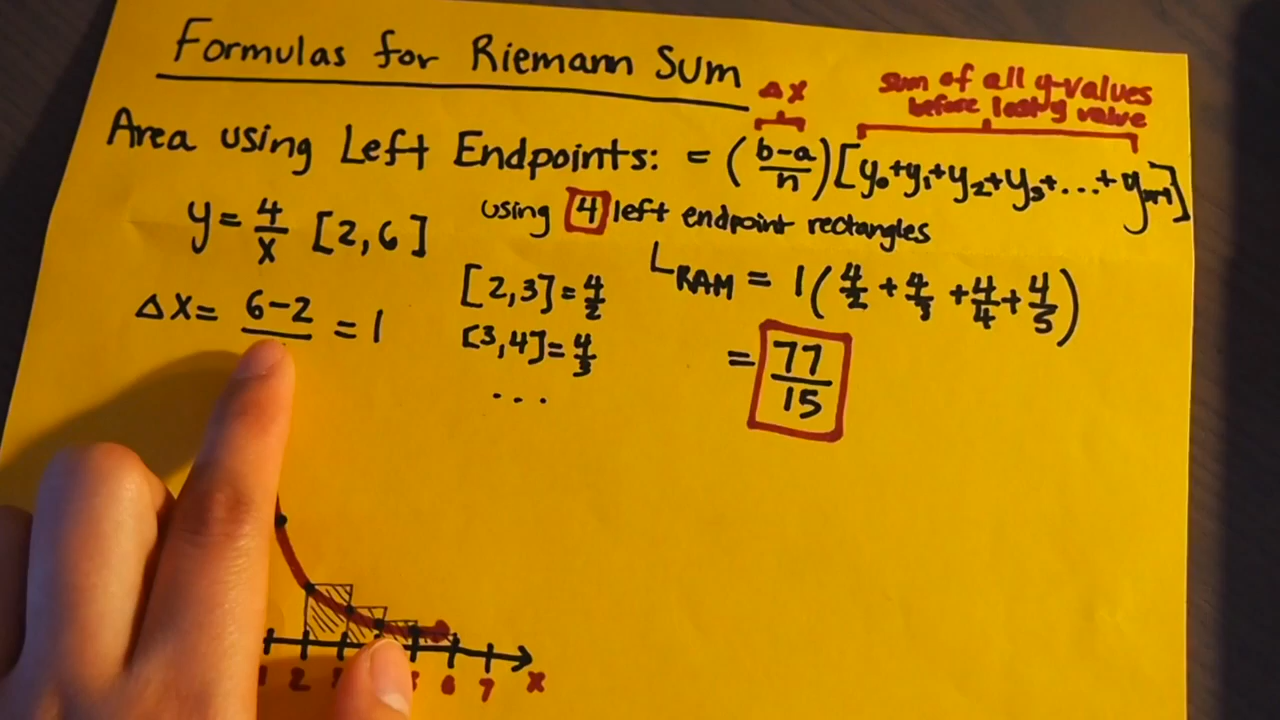 Formulas for Riemann Sum
Δx
sum of all y-values
before last y value
Area using Left Endpoints: = (b-a/n)[y₀+y₁+y₂+y₃+...+yₙ₋₁]
y= 4/x [2,6]
using 4 left endpoint rectangles
Δx= 6-2/ = 1
[2,3]=4/2
[3,4]=4/3
...
LRAM = 1(4/2+4/3+4/4+4/5)
= 77/15
1 2 3 5 6 7 x